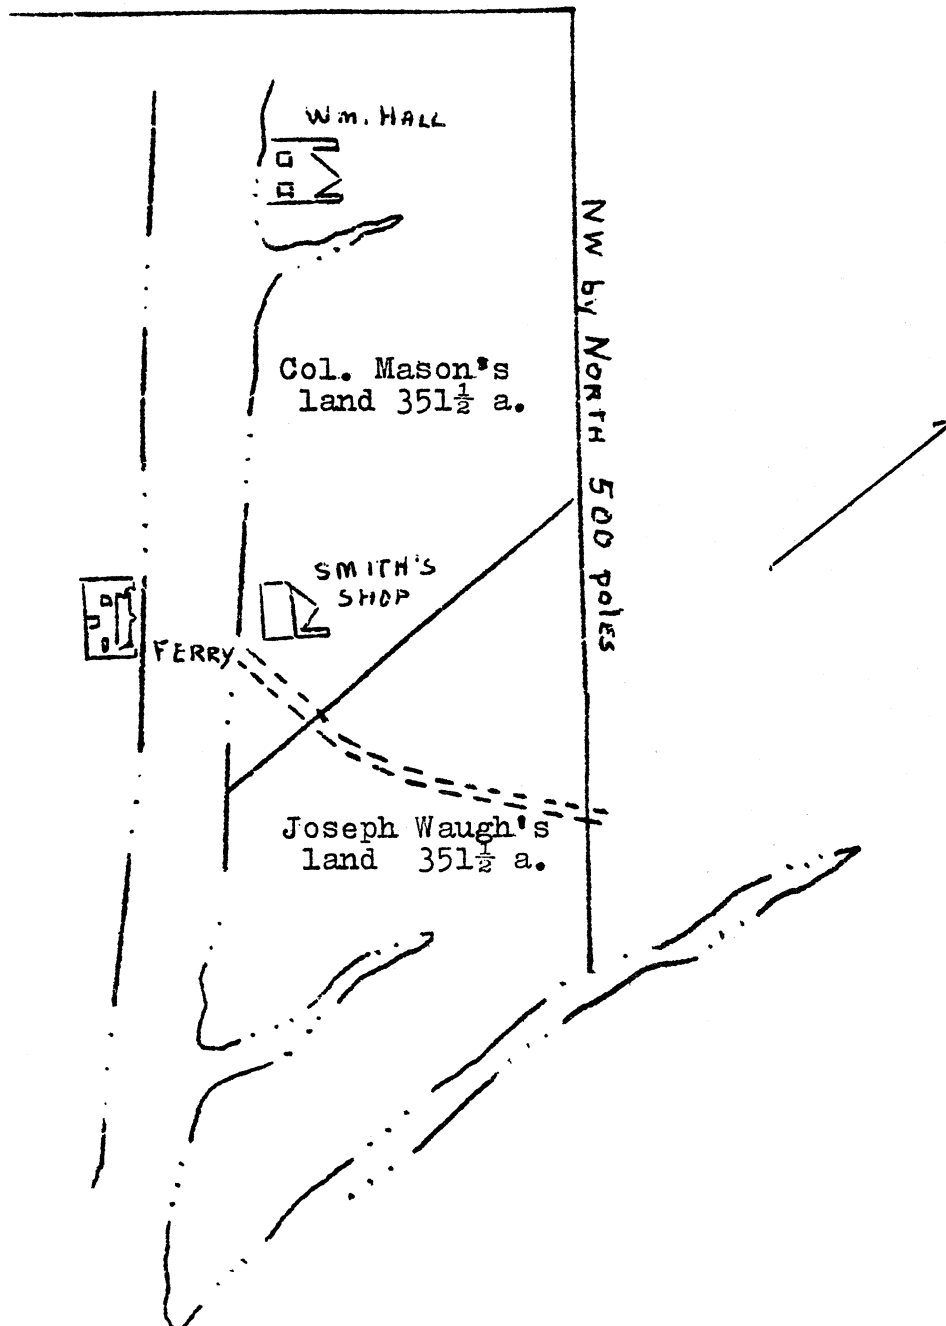 Wm. HALL
NW by NORTH 500 poles
Col. Mason's
land 351½ a.
SMITH'S
SHOP
FERRY
Joseph Waugh's
land 351½ a.